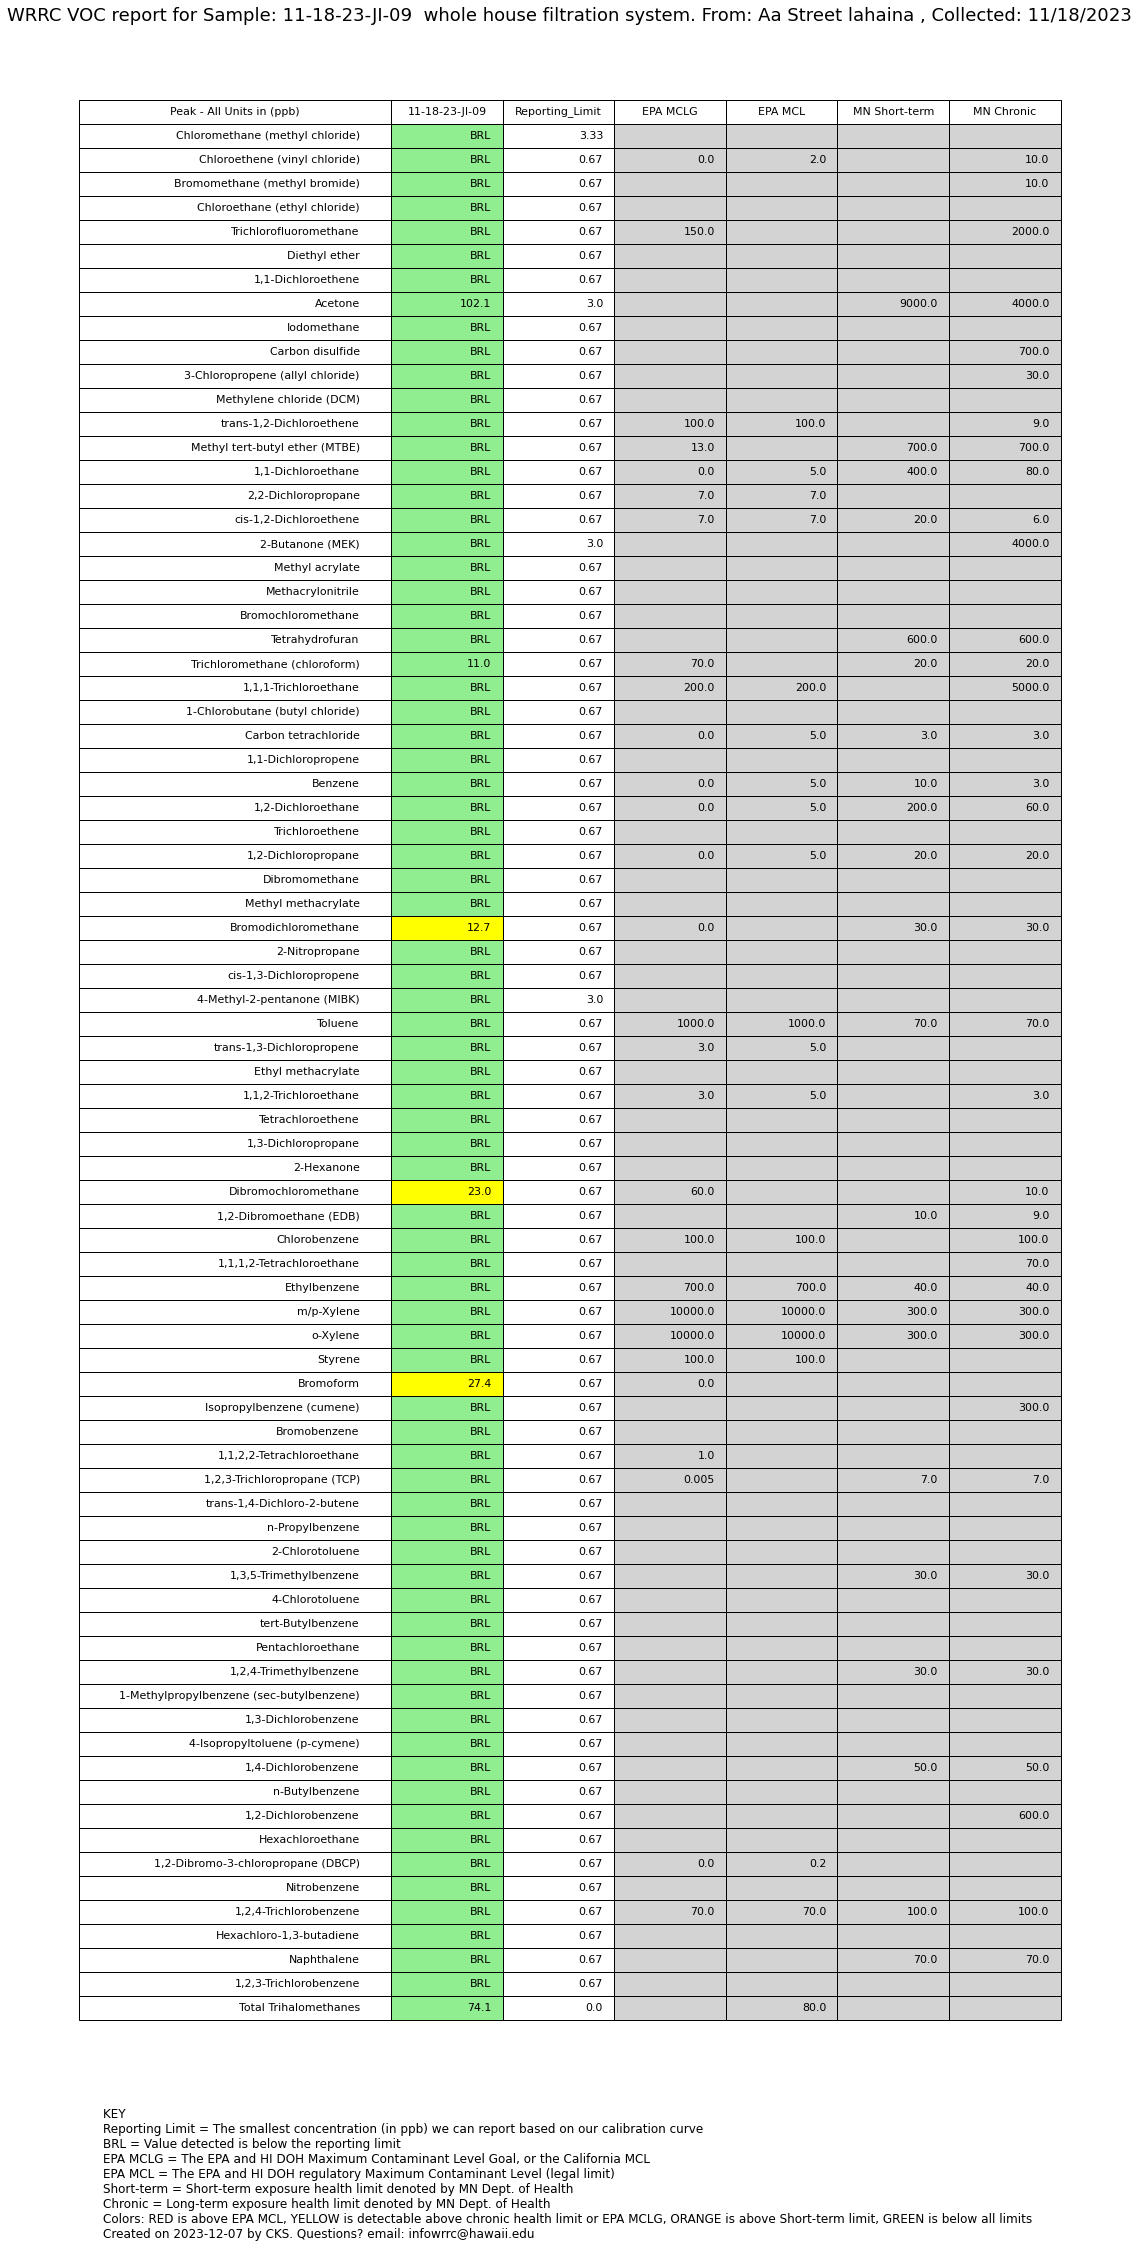 WRRC VOC report for Sample: 11-18-23-JI-09  whole house filtration system. From: Aa Street lahaina , Collected: 11/18/2023
Peak - All Units in (ppb) 11-18-23-JI-09 Reporting_Limit EPA MCLG EPA MCL MN Short-term MN Chronic
Chloromethane (methyl chloride) BRL 3.33
Chloroethene (vinyl chloride) BRL 0.67 0.0 2.0 10.0
Bromomethane (methyl bromide) BRL 0.67 10.0
Chloroethane (ethyl chloride) BRL 0.67
Trichlorofluoromethane BRL 0.67 150.0 2000.0
Diethyl ether BRL 0.67
1,1-Dichloroethene BRL 0.67
Acetone 102.1 3.0 9000.0 4000.0
Iodomethane BRL 0.67
Carbon disulfide BRL 0.67 700.0
3-Chloropropene (allyl chloride) BRL 0.67 30.0
Methylene chloride (DCM) BRL 0.67
trans-1,2-Dichloroethene BRL 0.67 100.0 100.0 9.0
Methyl tert-butyl ether (MTBE) BRL 0.67 13.0 700.0 700.0
1,1-Dichloroethane BRL 0.67 0.0 5.0 400.0 80.0
2,2-Dichloropropane BRL 0.67 7.0 7.0
cis-1,2-Dichloroethene BRL 0.67 7.0 7.0 20.0 6.0
2-Butanone (MEK) BRL 3.0 4000.0
Methyl acrylate BRL 0.67
Methacrylonitrile BRL 0.67
Bromochloromethane BRL 0.67
Tetrahydrofuran BRL 0.67 600.0 600.0
Trichloromethane (chloroform) 11.0 0.67 70.0 20.0 20.0
1,1,1-Trichloroethane BRL 0.67 200.0 200.0 5000.0
1-Chlorobutane (butyl chloride) BRL 0.67
Carbon tetrachloride BRL 0.67 0.0 5.0 3.0 3.0
1,1-Dichloropropene BRL 0.67
Benzene BRL 0.67 0.0 5.0 10.0 3.0
1,2-Dichloroethane BRL 0.67 0.0 5.0 200.0 60.0
Trichloroethene BRL 0.67
1,2-Dichloropropane BRL 0.67 0.0 5.0 20.0 20.0
Dibromomethane BRL 0.67
Methyl methacrylate BRL 0.67
Bromodichloromethane 12.7 0.67 0.0 30.0 30.0
2-Nitropropane BRL 0.67
cis-1,3-Dichloropropene BRL 0.67
4-Methyl-2-pentanone (MIBK) BRL 3.0
Toluene BRL 0.67 1000.0 1000.0 70.0 70.0
trans-1,3-Dichloropropene BRL 0.67 3.0 5.0
Ethyl methacrylate BRL 0.67
1,1,2-Trichloroethane BRL 0.67 3.0 5.0 3.0
Tetrachloroethene BRL 0.67
1,3-Dichloropropane BRL 0.67
2-Hexanone BRL 0.67
Dibromochloromethane 23.0 0.67 60.0 10.0
1,2-Dibromoethane (EDB) BRL 0.67 10.0 9.0
Chlorobenzene BRL 0.67 100.0 100.0 100.0
1,1,1,2-Tetrachloroethane BRL 0.67 70.0
Ethylbenzene BRL 0.67 700.0 700.0 40.0 40.0
m/p-Xylene BRL 0.67 10000.0 10000.0 300.0 300.0
o-Xylene BRL 0.67 10000.0 10000.0 300.0 300.0
Styrene BRL 0.67 100.0 100.0
Bromoform 27.4 0.67 0.0
Isopropylbenzene (cumene) BRL 0.67 300.0
Bromobenzene BRL 0.67
1,1,2,2-Tetrachloroethane BRL 0.67 1.0
1,2,3-Trichloropropane (TCP) BRL 0.67 0.005 7.0 7.0
trans-1,4-Dichloro-2-butene BRL 0.67
n-Propylbenzene BRL 0.67
2-Chlorotoluene BRL 0.67
1,3,5-Trimethylbenzene BRL 0.67 30.0 30.0
4-Chlorotoluene BRL 0.67
tert-Butylbenzene BRL 0.67
Pentachloroethane BRL 0.67
1,2,4-Trimethylbenzene BRL 0.67 30.0 30.0
1-Methylpropylbenzene (sec-butylbenzene) BRL 0.67
1,3-Dichlorobenzene BRL 0.67
4-Isopropyltoluene (p-cymene) BRL 0.67
1,4-Dichlorobenzene BRL 0.67 50.0 50.0
n-Butylbenzene BRL 0.67
1,2-Dichlorobenzene BRL 0.67 600.0
Hexachloroethane BRL 0.67
1,2-Dibromo-3-chloropropane (DBCP) BRL 0.67 0.0 0.2
Nitrobenzene BRL 0.67
1,2,4-Trichlorobenzene BRL 0.67 70.0 70.0 100.0 100.0
Hexachloro-1,3-butadiene BRL 0.67
Naphthalene BRL 0.67 70.0 70.0
1,2,3-Trichlorobenzene BRL 0.67
Total Trihalomethanes 74.1 0.0 80.0
KEY
Reporting Limit = The smallest concentration (in ppb) we can report based on our calibration curve
BRL = Value detected is below the reporting limit
EPA MCLG = The EPA and HI DOH Maximum Contaminant Level Goal, or the California MCL
EPA MCL = The EPA and HI DOH regulatory Maximum Contaminant Level (legal limit)
Short-term = Short-term exposure health limit denoted by MN Dept. of Health
Chronic = Long-term exposure health limit denoted by MN Dept. of Health
Colors: RED is above EPA MCL, YELLOW is detectable above chronic health limit or EPA MCLG, ORANGE is above Short-term limit, GREEN is below all limits
Created on 2023-12-07 by CKS. Questions? email: infowrrc@hawaii.edu